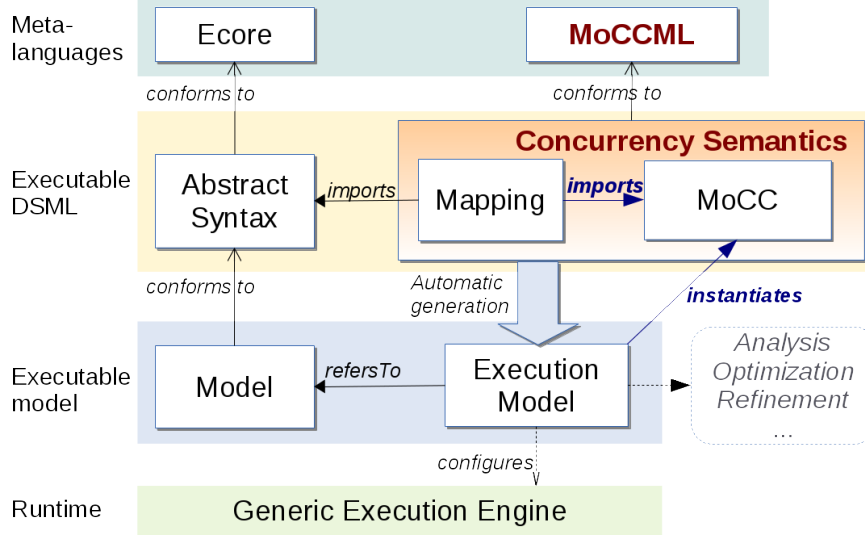 Meta-
languages
Ecore
MoCCML
conforms to
conforms to
Concurrency Semantics
Executable
DSML
Abstract
Syntax
imports
Mapping
imports
MoCC
conforms to
Automatic
generation
instantiates
Executable
model
Model
refersTo
Execution
Model
Analysis
Optimization
Refinement
...
configures
Runtime
Generic Execution Engine